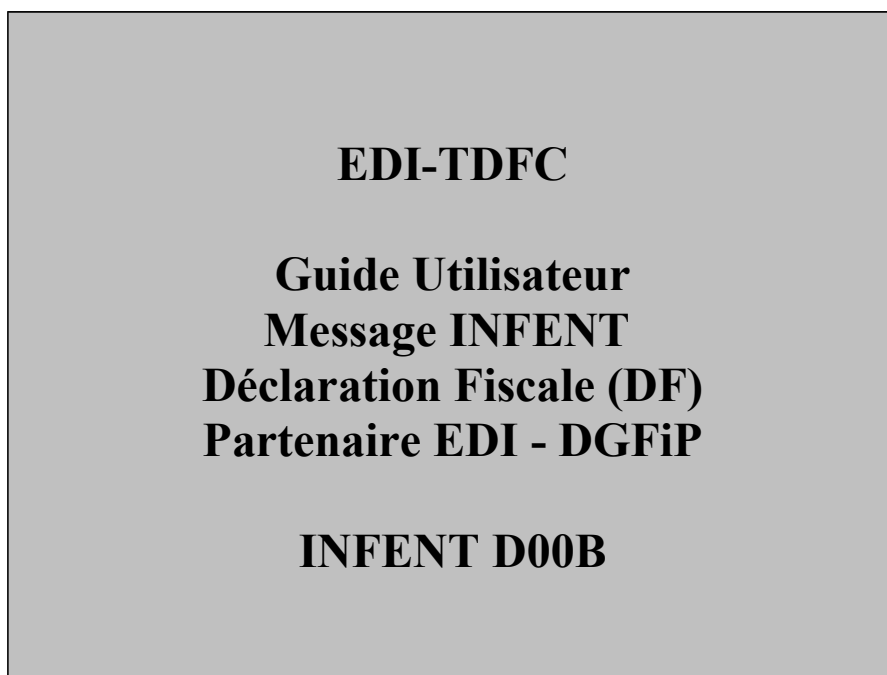 EDI-TDFC
Guide Utilisateur
Message INFENT
Déclaration Fiscale (DF)
Partenaire EDI - DGFiP
INFENT D00B